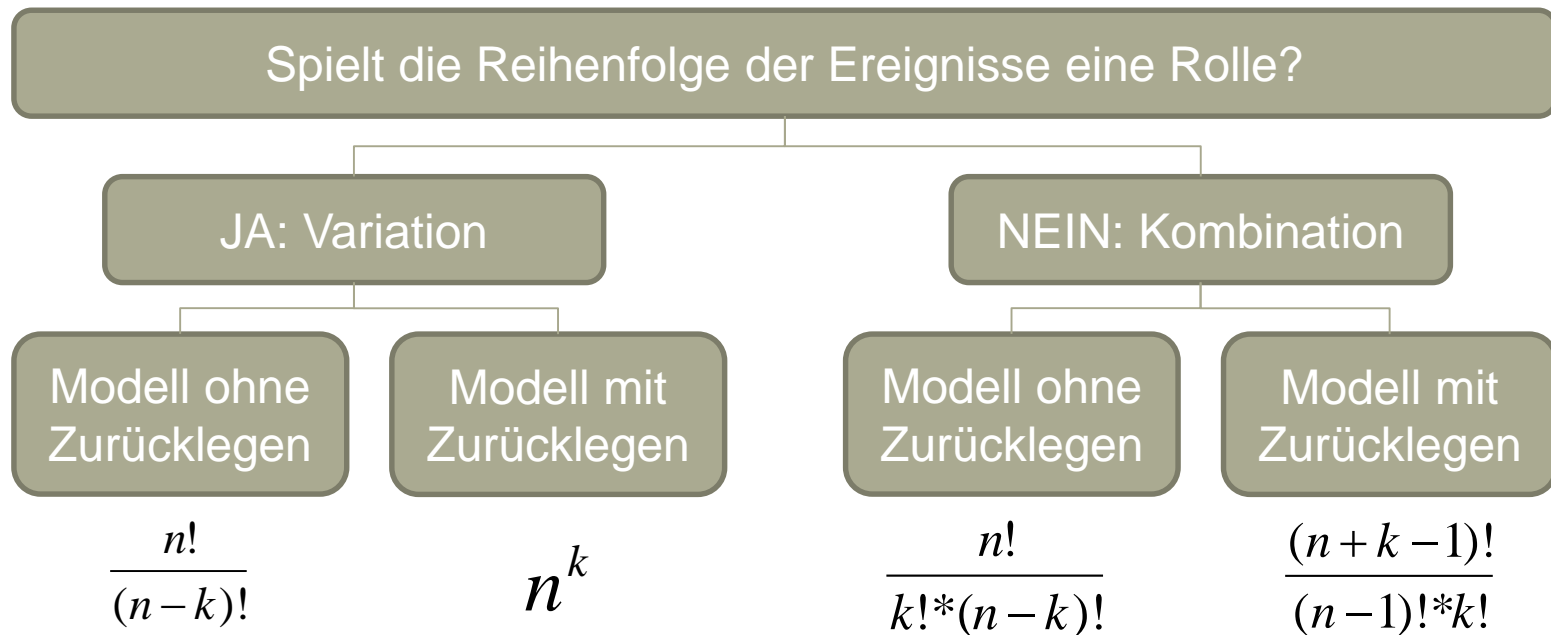 Spielt die Reihenfolge der Ereignisse eine Rolle?
JA: Variation
NEIN: Kombination
Modell ohne
Zurücklegen
Modell mit
Zurücklegen
Modell ohne
Zurücklegen
Modell mit
Zurücklegen
n!
(n−k)!
n^k
n!
k!*(n−k)!
(n+k−1)!
(n−1)!*k!